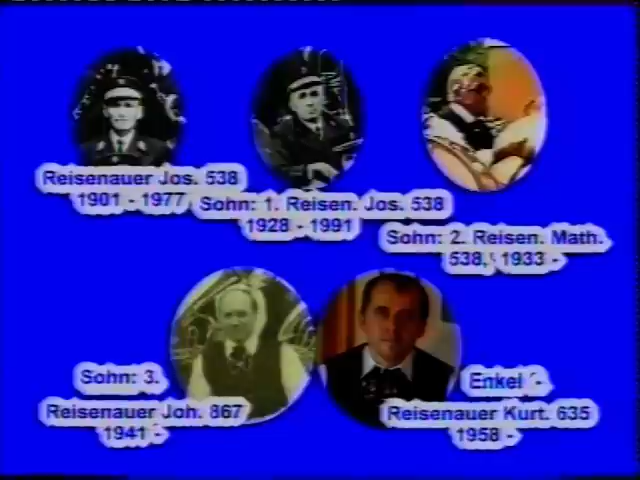 Reisenauer Jos. 538
1901 - 1977
Sohn: 1. Reisen. Jos. 538
1928 - 1991
Sohn: 2. Reisen. Math.
538, 1933 -
Sohn: 3.
Reisenauer Joh. 867
1941 -
Enkel -
Reisenauer Kurt. 635
1958 -